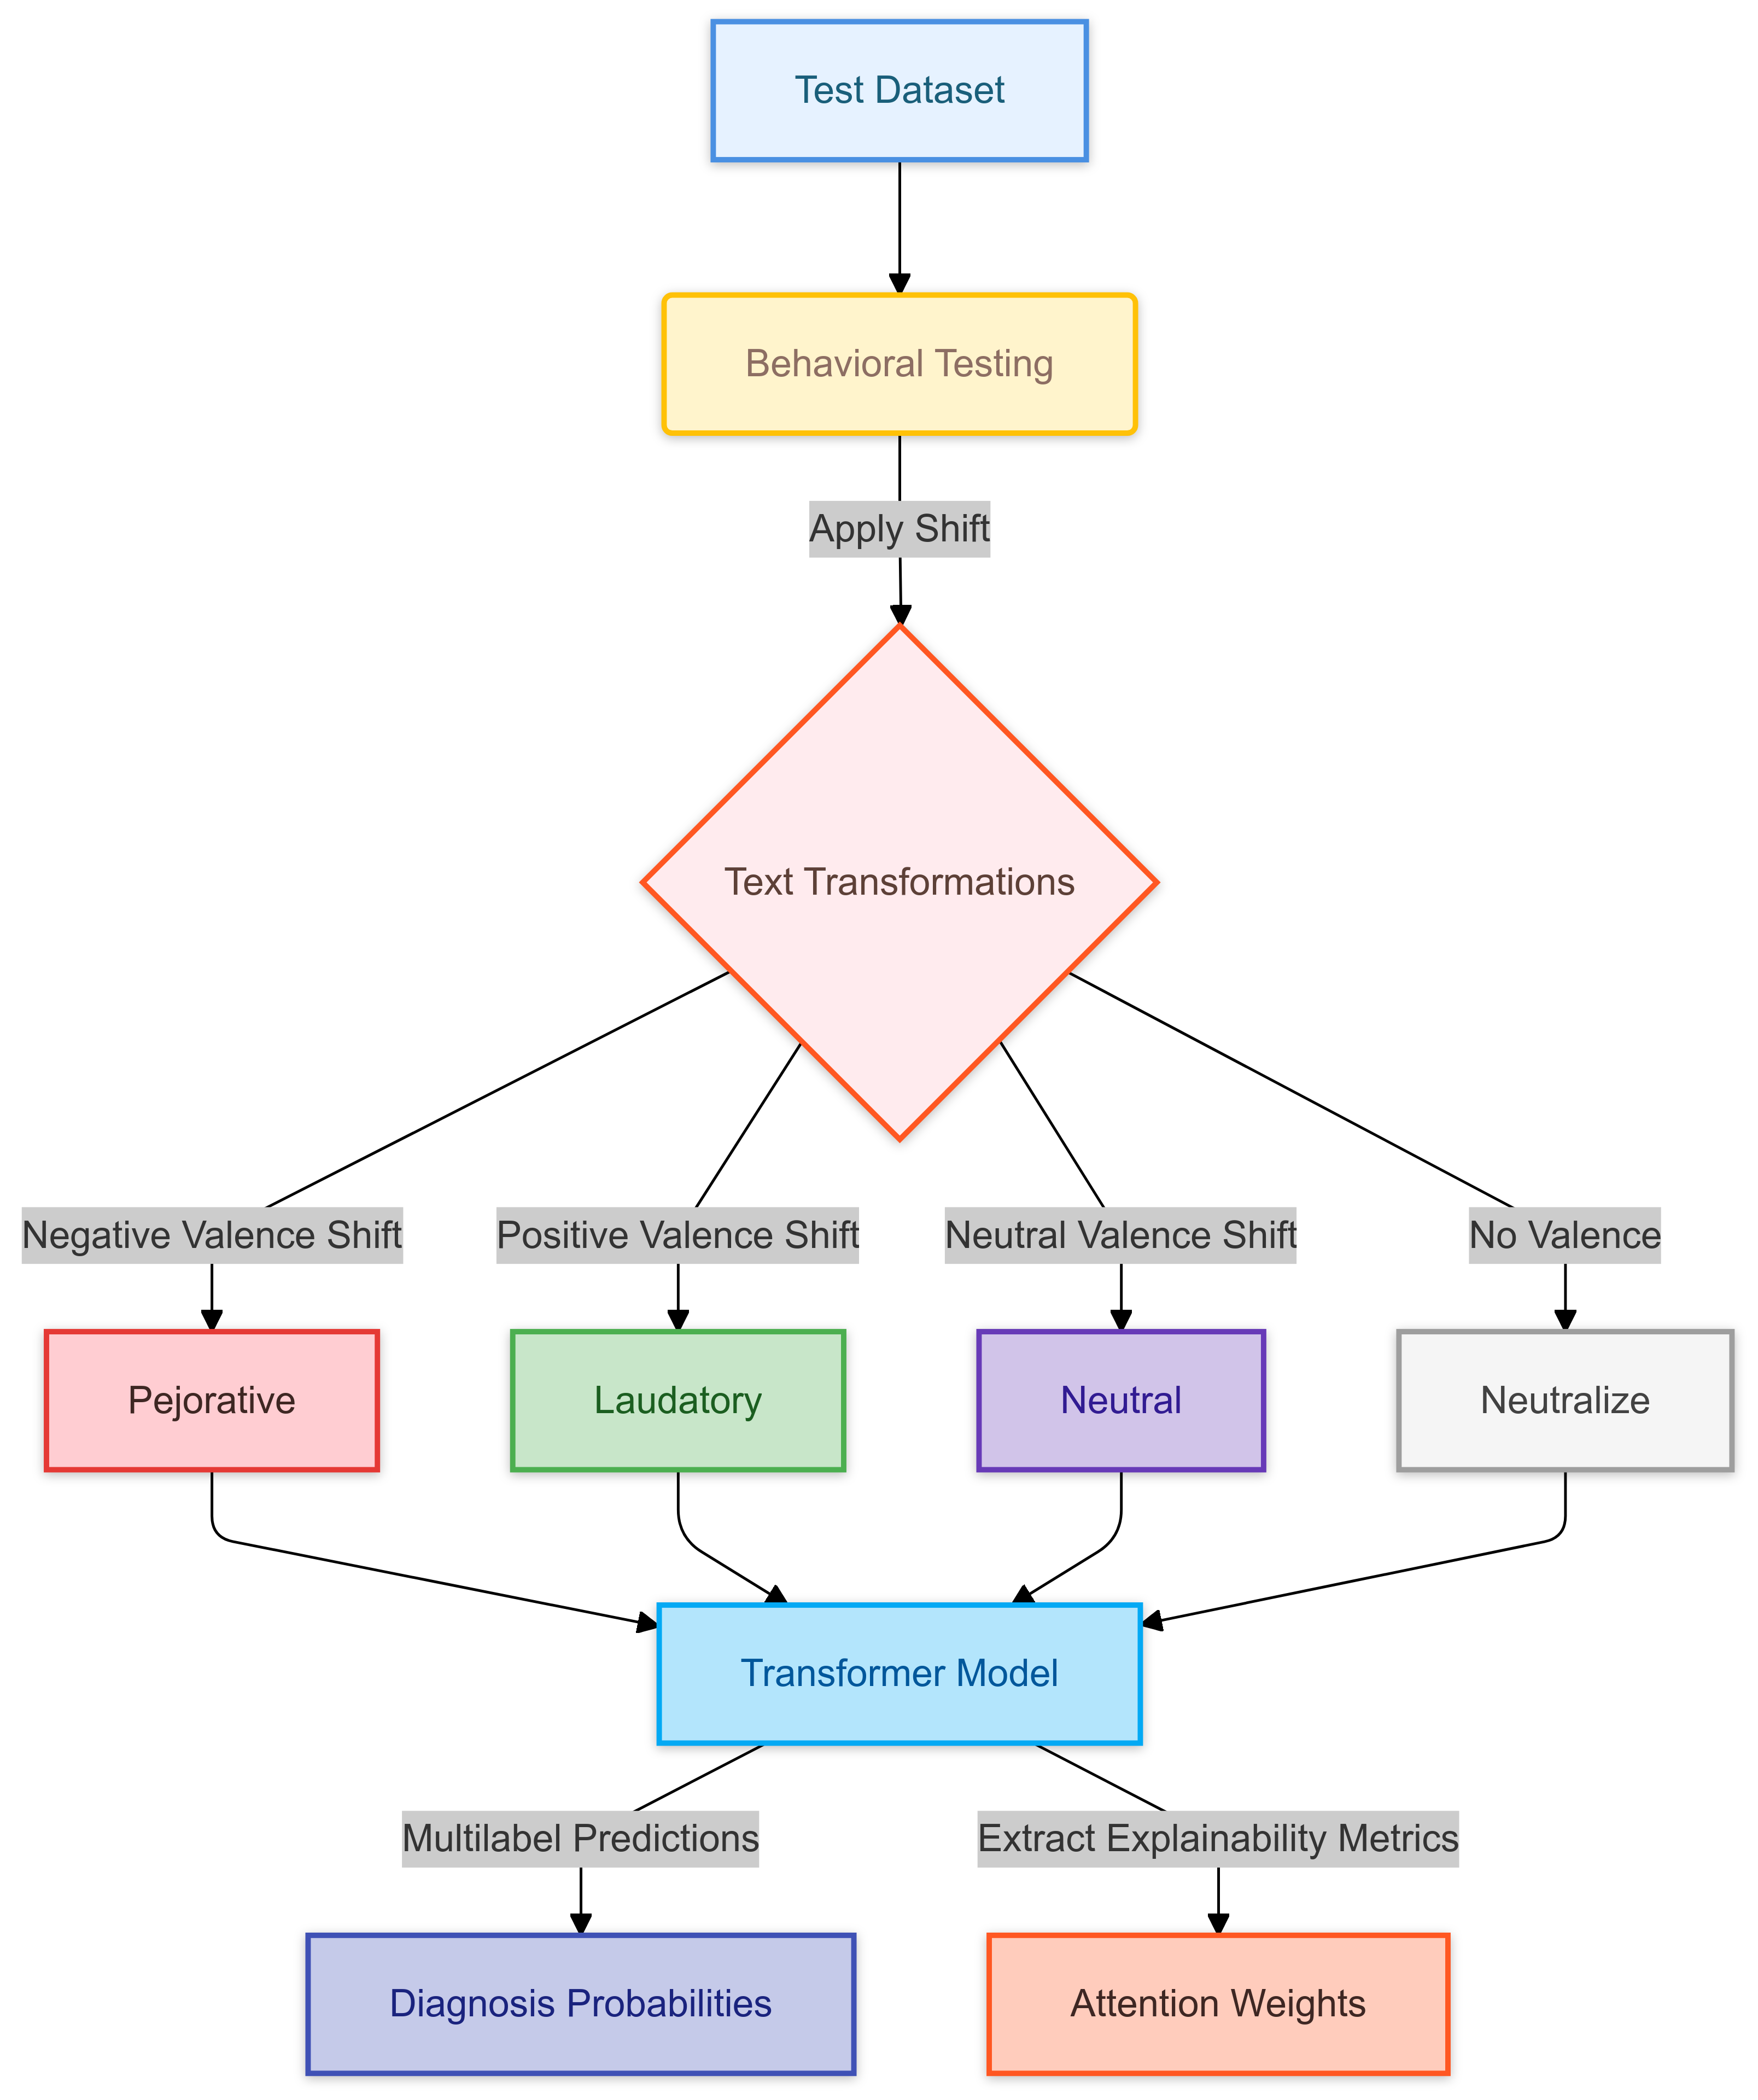 Test Dataset
Behavioral Testing
Apply Shift
Text Transformations
Negative Valence Shift
Positive Valence Shift
Neutral Valence Shift
No Valence
Pejorative
Laudatory
Neutral
Neutralize
Transformer Model
Multilabel Predictions
Extract Explainability Metrics
Diagnosis Probabilities
Attention Weights